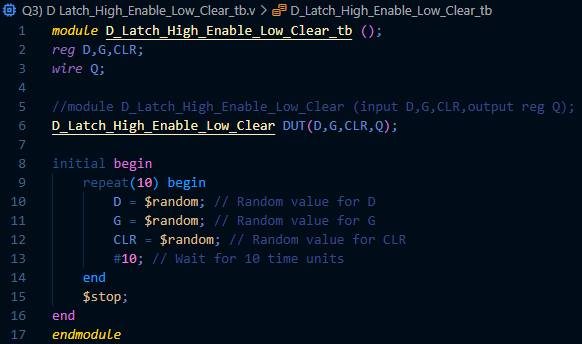 Q3) D Latch_High_Enable_Low_Clear_tb.v > D_Latch_High_Enable_Low_Clear_tb
1 module D_Latch_High_Enable_Low_Clear_tb ();
2 reg D,G,CLR;
3 wire Q;
4
5 //module D_Latch_High_Enable_Low_Clear (input D,G,CLR,output reg Q);
6 D_Latch_High_Enable_Low_Clear DUT(D,G,CLR,Q);
7
8 initial begin
9     repeat(10) begin
10         D = $random; // Random value for D
11         G = $random; // Random value for G
12         CLR = $random; // Random value for CLR
13         #10; // Wait for 10 time units
14     end
15     $stop;
16 end
17 endmodule